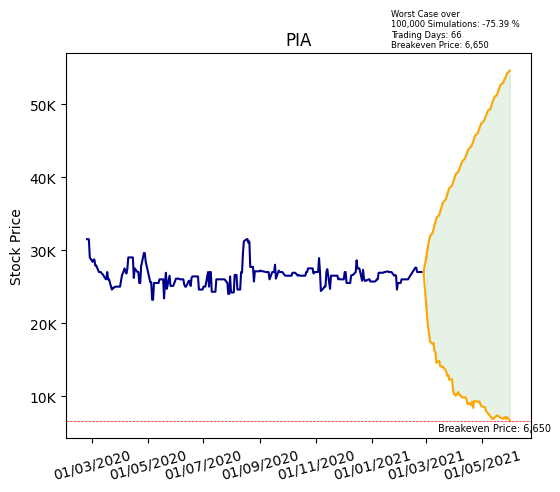 Worst Case over
100,000 Simulations: -75.39 %
Trading Days: 66
Breakeven Price: 6,650
PIA
Stock Price
50K
40K
30K
20K
10K
Breakeven Price: 6,650
01/03/2020
01/05/2020
01/07/2020
01/09/2020
01/11/2020
01/01/2021
01/03/2021
01/05/2021